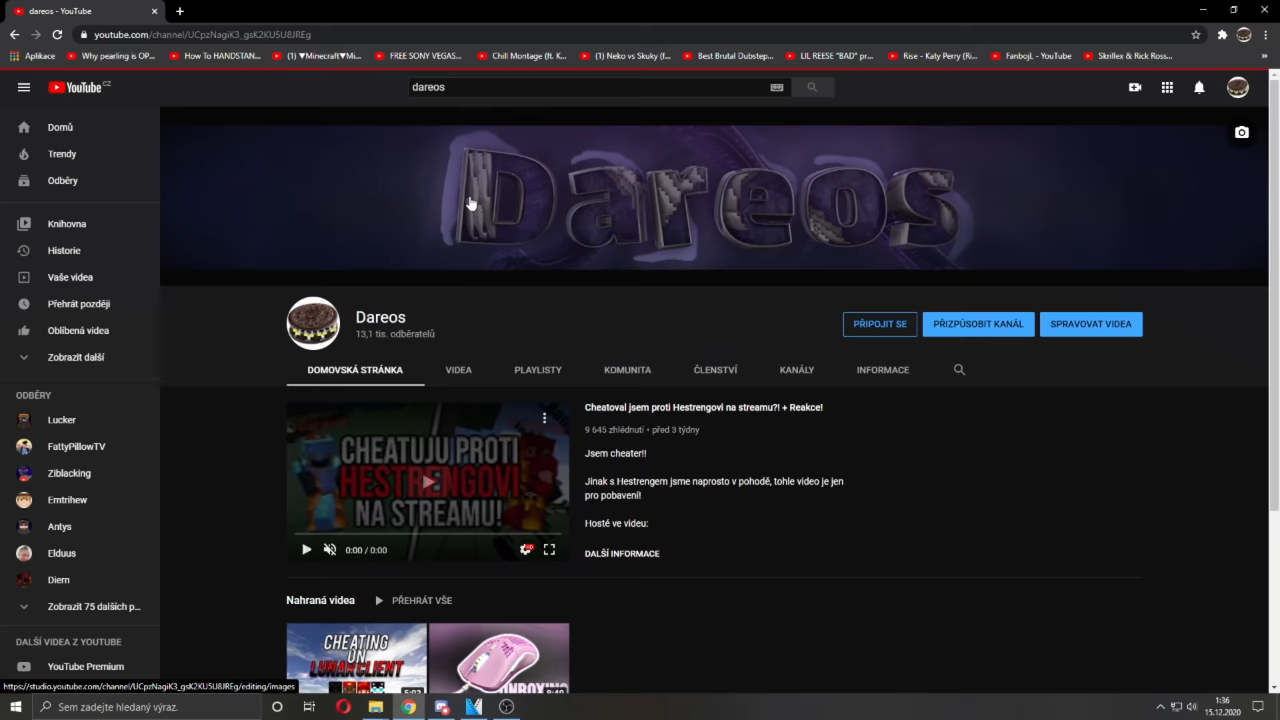 dareos - YouTube
youtube.com/channel/UCpzNagiK3_gsK2KU5U8JREg
Aplikace
Why pearling is OP...
How To HANDSTAN...
(1) ▼Minecraft▼Mi...
FREE SONY VEGAS...
Chill Montage (ft. K...
(1) Neko vs Skuky (f...
Best Brutal Dubstep...
LIL REESE "BAD" pr...
Rise - Katy Perry (Ri...
FanbojL - YouTube
Skrillex & Rick Ross...
YouTube CZ
dareos
Domů
Trendy
Odběry
Knihovna
Historie
Vaše videa
Přehrát později
Oblíbená videa
Zobrazit další
ODBĚRY
Lucker
FattyPillowTV
Ziblacking
Emtrihew
Antys
Elduus
Diern
Zobrazit 75 dalších p...
DALŠÍ VIDEA Z YOUTUBE
YouTube Premium
Dareos
Dareos
13,1 tis. odběratelů
PŘIPOJIT SE
PŘIZPŮSOBIT KANÁL
SPRAVOVAT VIDEA
DOMOVSKÁ STRÁNKA
VIDEA
PLAYLISTY
KOMUNITA
ČLENSTVÍ
KANÁLY
INFORMACE
CHEATUJU PROTI
HESTRENGOVI
NA STREAMU!
0:00 / 0:00
Cheatoval jsem proti Hestrengovi na streamu?! + Reakce!
9 645 zhlédnutí • před 3 týdny
Jsem cheater!!
Jinak s Hestrengem jsme naprosto v pohodě, tohle video je jen
pro pobavení!
Hosté ve videu:
DALŠÍ INFORMACE
Nahraná videa
PŘEHRÁT VŠE
CHEATING
ON
LUNARCLIENT
5:03
UNBOXING
https://studio.youtube.com/channel/UCpzNagiK3_gsK2KU5U8JREg/editing/images
Sem zadejte hledaný výraz.
1:36
15.12.2020